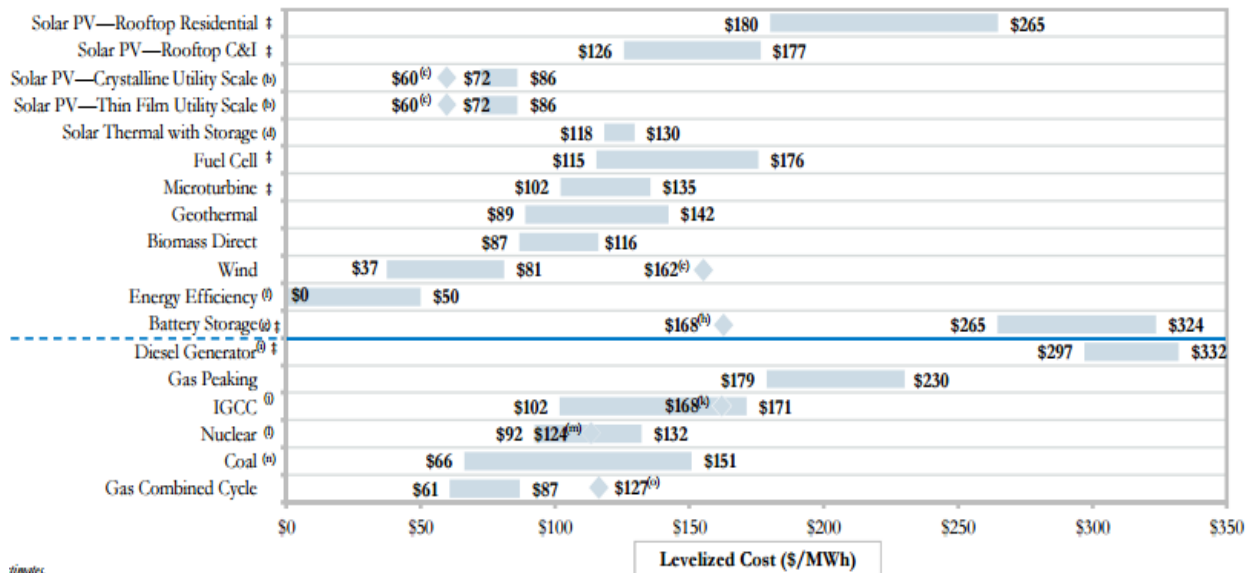 Solar PV—Rooftop Residential ‡ $180 $265
Solar PV—Rooftop C&I ‡ $126 $177
Solar PV—Crystalline Utility Scale (b) $60(c) $72 $86
Solar PV—Thin Film Utility Scale (b) $60(c) $72 $86
Solar Thermal with Storage (d) $118 $130
Fuel Cell ‡ $115 $176
Microturbine ‡ $102 $135
Geothermal $89 $142
Biomass Direct $87 $116
Wind $37 $81 $162(e)
Energy Efficiency (f) $0 $50
Battery Storage(g) ‡ $168(h) $265 $324
Diesel Generator(i) ‡ $297 $332
Gas Peaking $179 $230
IGCC (j) $102 $168(k) $171
Nuclear (l) $92 $124(m) $132
Coal (n) $66 $151
Gas Combined Cycle $61 $87 $127(o)
$0 $50 $100 $150 $200 $250 $300 $350
Levelized Cost ($/MWh)